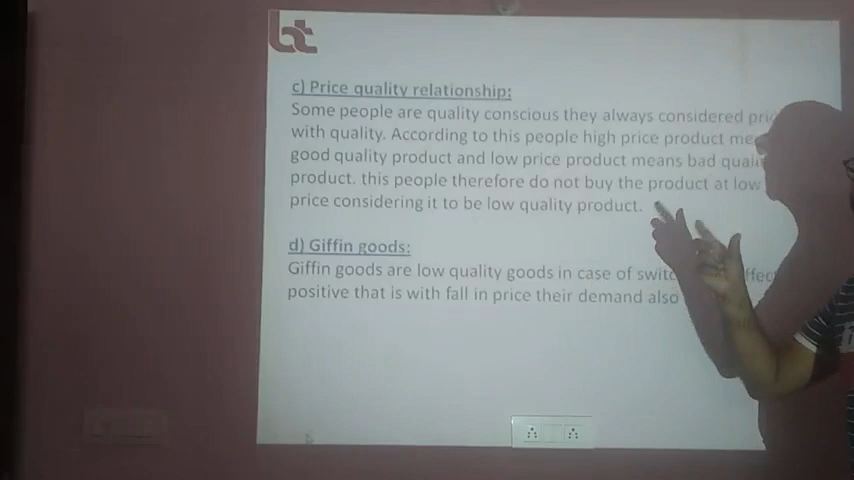 bt
c) Price quality relationship:
Some people are quality conscious they always considered
with quality. According to this people high price product
good quality product and low price product means bad
product. this people therefore do not buy the product at low
price considering it to be low quality product.
d) Giffin goods:
Giffin goods are low quality goods in case of
positive that is with fall in price their demand also